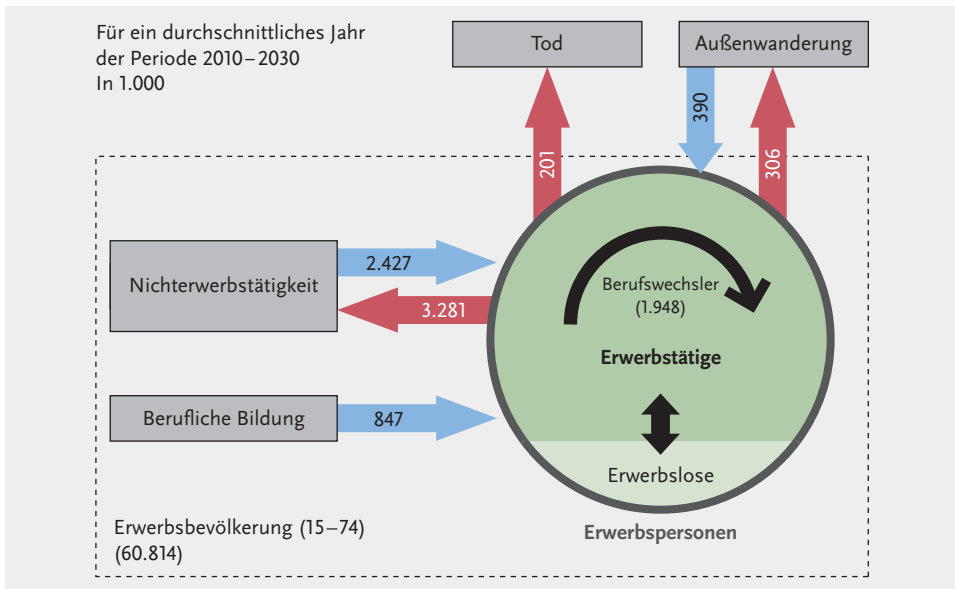 Für ein durchschnittliches Jahr
der Periode 2010–2030
In 1.000
Tod
Außenwanderung
201
390
306
Nichterwerbstätigkeit
2.427
3.281
Berufswechsler
(1.948)
Erwerbstätige
Berufliche Bildung
847
Erwerbslose
Erwerbspersonen
Erwerbsbevölkerung (15–74)
(60.814)